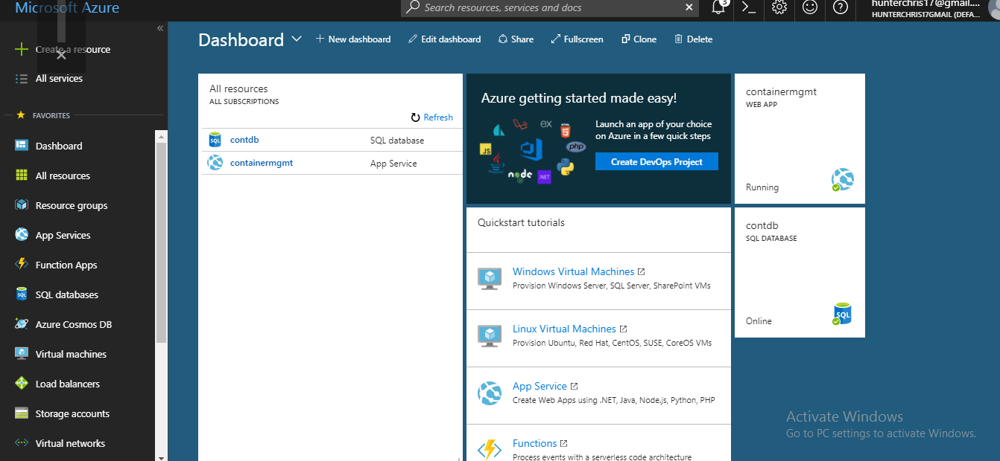 Microsoft Azure
Search resources, services and docs
3
hunterchris17@gmail....
HUNTERCHRIS17GMAIL (DEFA...
Create a resource
All services
FAVORITES
Dashboard
All resources
Resource groups
App Services
Function Apps
SQL databases
Azure Cosmos DB
Virtual machines
Load balancers
Storage accounts
Virtual networks
Dashboard
New dashboard
Edit dashboard
Share
Fullscreen
Clone
Delete
All resources
ALL SUBSCRIPTIONS
Refresh
SQL
contdb
SQL database
containermgmt
App Service
Azure getting started made easy!
Launch an app of your choice
on Azure in a few quick steps
Create DevOps Project
EX
JS
php
node
.NET
Quickstart tutorials
Windows Virtual Machines
Provision Windows Server, SQL Server, SharePoint VMs
Linux Virtual Machines
Provision Ubuntu, Red Hat, CentOS, SUSE, CoreOS VMs
App Service
Create Web Apps using .NET, Java, Node.js, Python, PHP
Functions
Process events with a serverless code architecture
containermgmt
WEB APP
Running
contdb
SQL DATABASE
Online
SQL
Activate Windows
Go to PC settings to activate Windows.